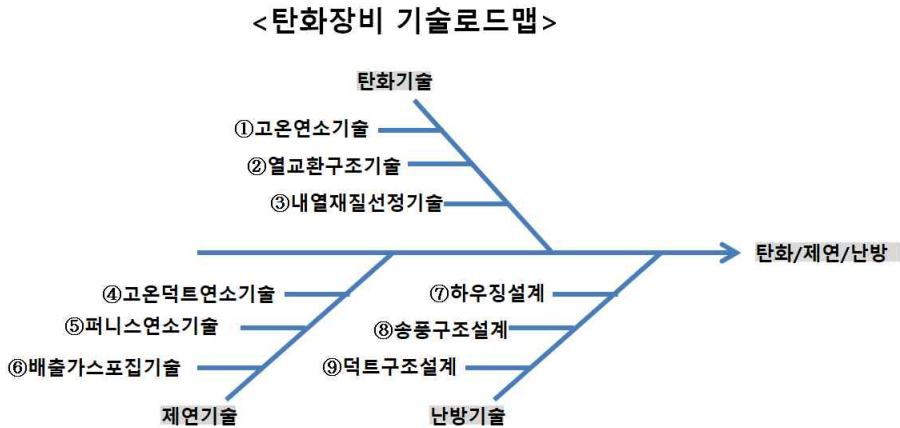 <탄화장비 기술로드맵>
탄화기술
①고온연소기술
②열교환구조기술
③내열재질선정기술
탄화/제연/난방
④고온덕트연소기술
⑤퍼니스연소기술
⑥배출가스포집기술
제연기술
⑦하우징설계
⑧송풍구조설계
⑨덕트구조설계
난방기술